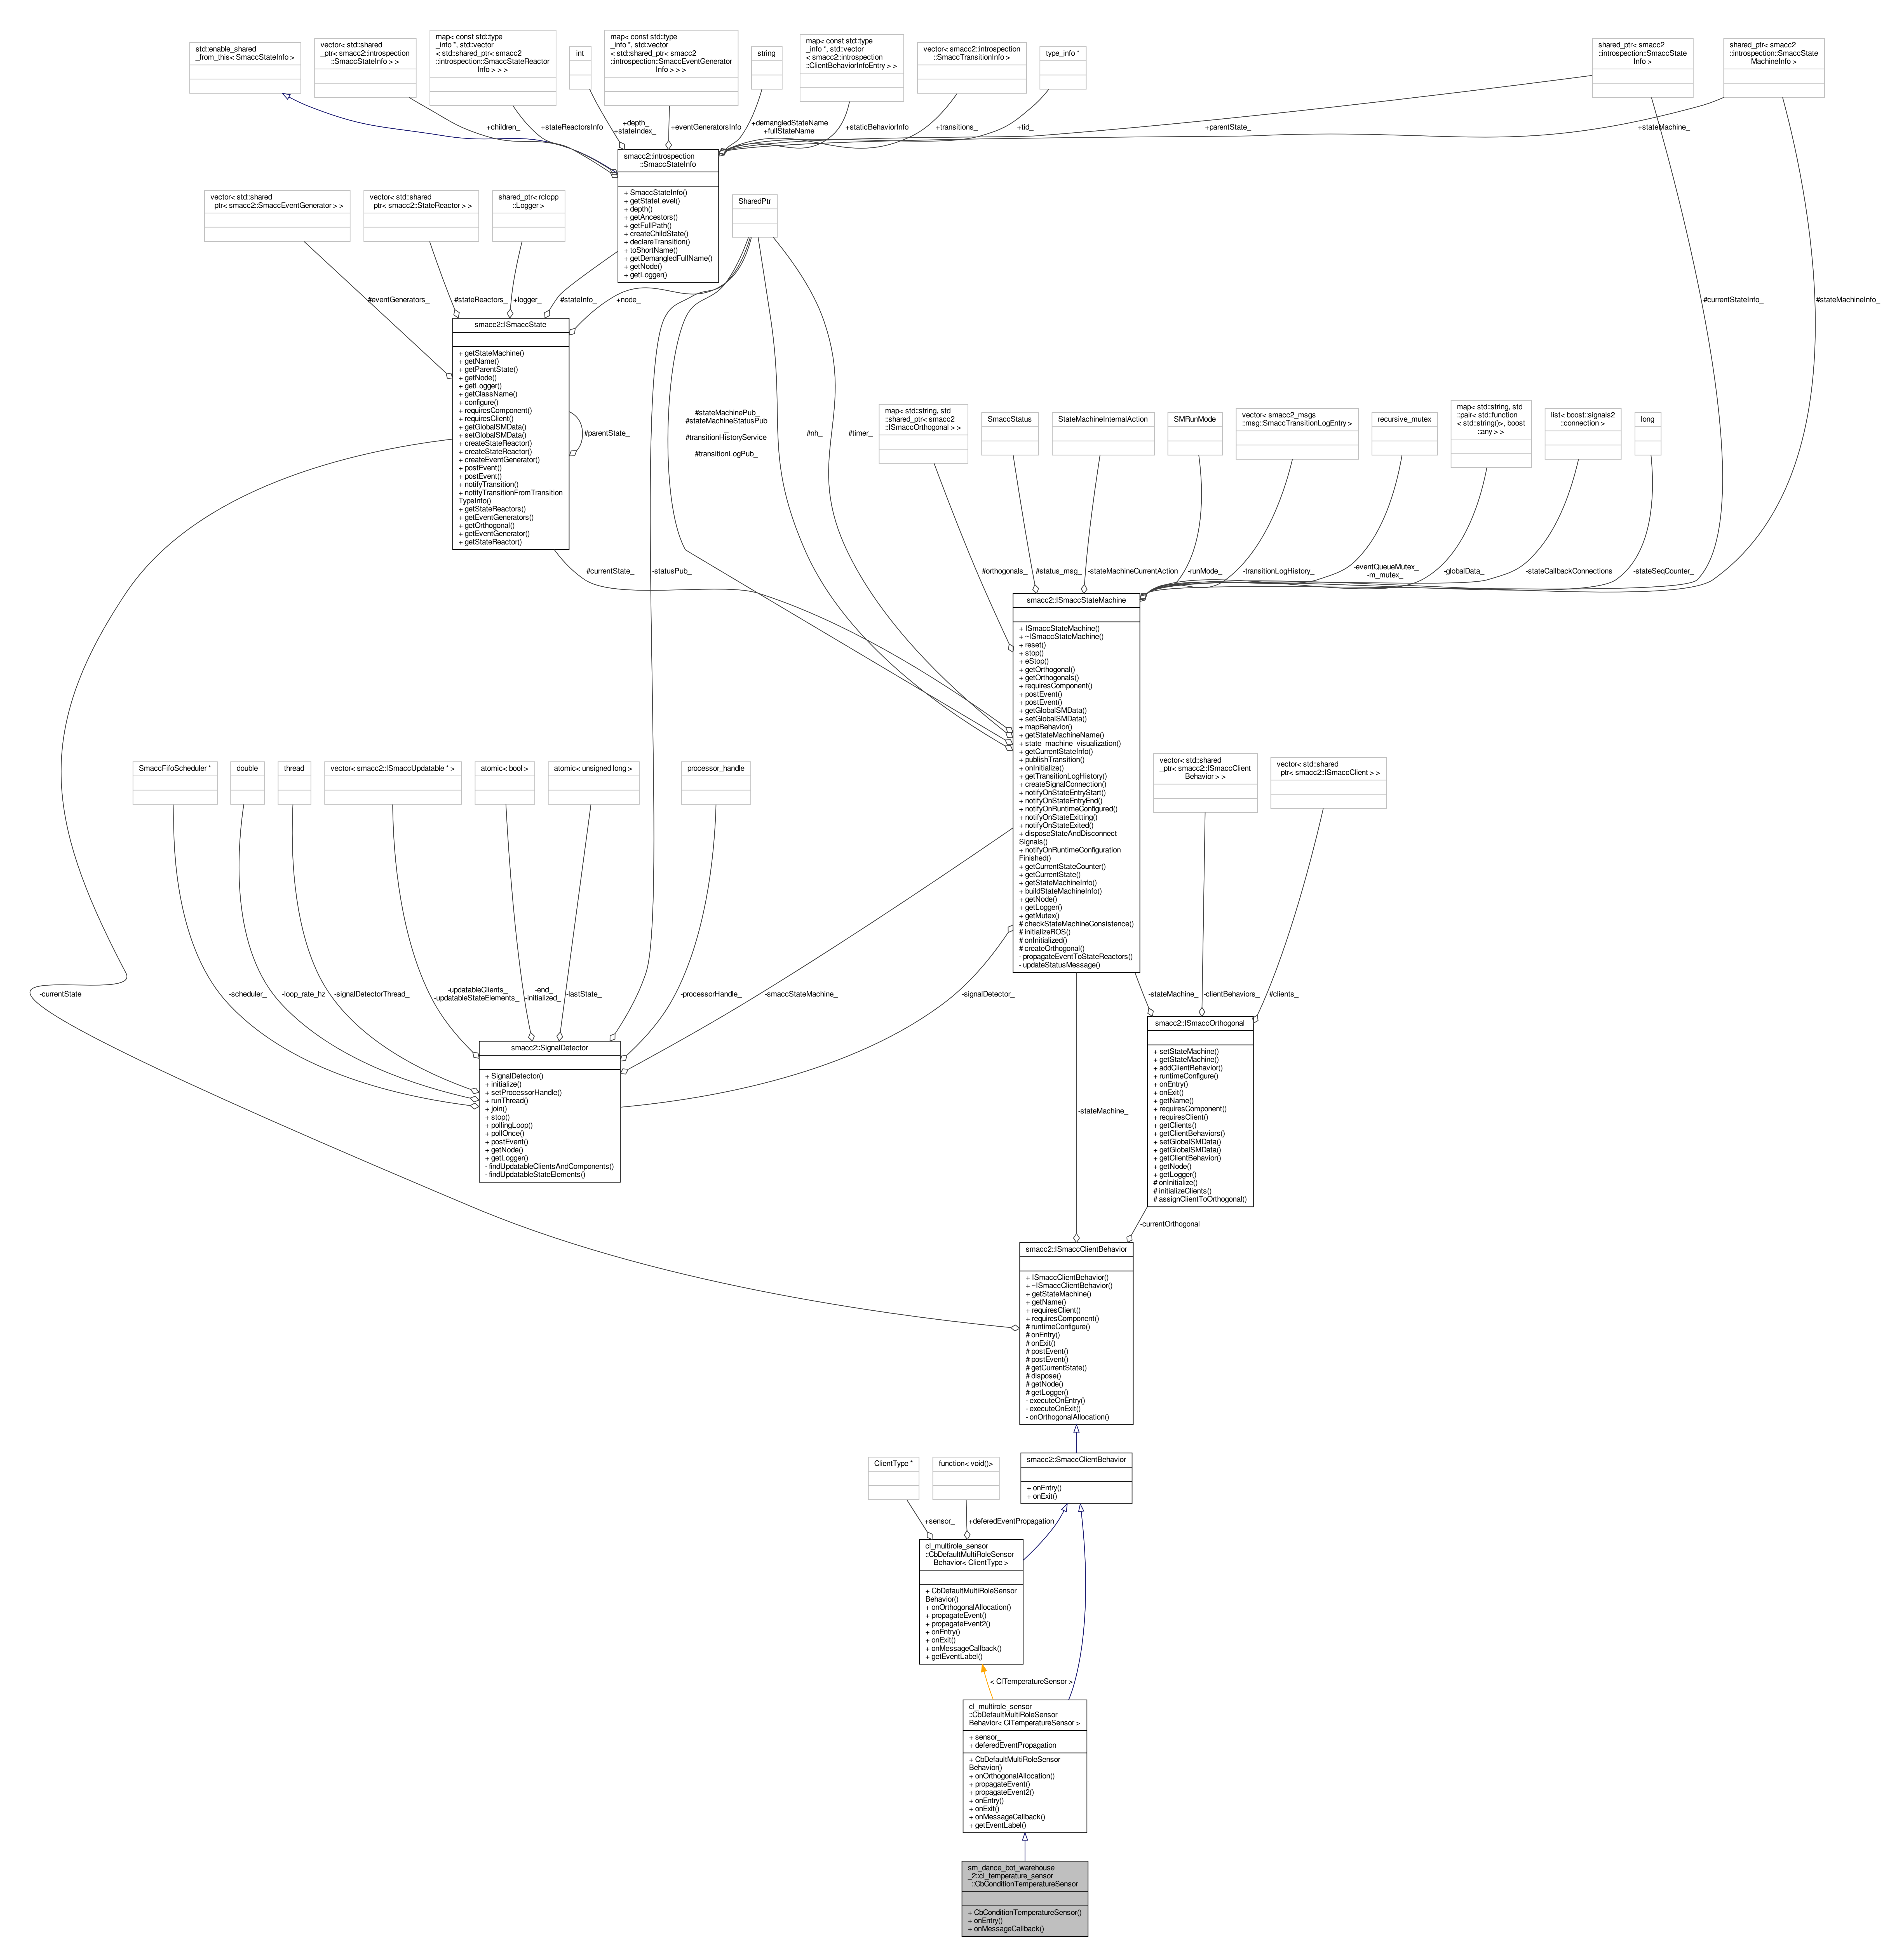 std::enable_shared
_from_this< SmaccStateInfo >
vector< std::shared
_ptr< smacc2::introspection
::SmaccStateInfo > >
map< const std::type
_info *, std::vector
< std::shared_ptr< smacc2
::introspection::SmaccStateReactor
Info > > >
int
map< const std::type
_info *, std::vector
< std::shared_ptr< smacc2
::introspection::SmaccEventGenerator
Info > > >
string
map< const std::type
_info *, std::vector
< smacc2::introspection
::ClientBehaviorInfoEntry > >
vector< smacc2::introspection
::SmaccTransitionInfo >
type_info *
shared_ptr< smacc2
::introspection::SmaccState
Info >
shared_ptr< smacc2
::introspection::SmaccState
MachineInfo >
+children_
+stateReactorsInfo
+depth_
+stateIndex_
+eventGeneratorsInfo
+demangledStateName
+fullStateName
+staticBehaviorInfo
+transitions_
+tid_
+parentState_
+stateMachine_
smacc2::introspection
::SmaccStateInfo
+ SmaccStateInfo()
+ getStateLevel()
+ depth()
+ getAncestors()
+ getFullPath()
+ createChildState()
+ declareTransition()
+ toShortName()
+ getDemangledFullName()
+ getNode()
+ getLogger()
vector< std::shared
_ptr< smacc2::SmaccEventGenerator > >
vector< std::shared
_ptr< smacc2::StateReactor > >
shared_ptr< rclcpp
::Logger >
SharedPtr
#eventGenerators_
#stateReactors_
+logger_
#stateInfo_
+node_
#currentStateInfo_
#stateMachineInfo_
smacc2::ISmaccState
+ getStateMachine()
+ getName()
+ getParentState()
+ getNode()
+ getLogger()
+ getClassName()
+ configure()
+ requiresComponent()
+ requiresClient()
+ getGlobalSMData()
+ setGlobalSMData()
+ createStateReactor()
+ createStateReactor()
+ createEventGenerator()
+ postEvent()
+ postEvent()
+ notifyTransition()
+ notifyTransitionFromTransition
TypeInfo()
+ getStateReactors()
+ getEventGenerators()
+ getOrthogonal()
+ getEventGenerator()
+ getStateReactor()
#parentState_
#stateMachinePub_
#stateMachineStatusPub
_
#transitionHistoryService
_
#transitionLogPub_
#nh_
#timer_
map< std::string, std
::shared_ptr< smacc2
::ISmaccOrthogonal > >
SmaccStatus
StateMachineInternalAction
SMRunMode
vector< smacc2_msgs
::msg::SmaccTransitionLogEntry >
recursive_mutex
map< std::string, std
::pair< std::function
< std::string()>, boost
::any > >
list< boost::signals2
::connection >
long
#currentState_
-statusPub_
#orthogonals_
#status_msg_
-stateMachineCurrentAction
-runMode_
-transitionLogHistory_
-eventQueueMutex_
-m_mutex_
-globalData_
-stateCallbackConnections
-stateSeqCounter_
smacc2::ISmaccStateMachine
+ ISmaccStateMachine()
+ ~ISmaccStateMachine()
+ reset()
+ stop()
+ eStop()
+ getOrthogonal()
+ getOrthogonals()
+ requiresComponent()
+ postEvent()
+ postEvent()
+ getGlobalSMData()
+ setGlobalSMData()
+ mapBehavior()
+ getStateMachineName()
+ state_machine_visualization()
+ getCurrentStateInfo()
+ publishTransition()
+ onInitialize()
+ getTransitionLogHistory()
+ createSignalConnection()
+ notifyOnStateEntryStart()
+ notifyOnStateEntryEnd()
+ notifyOnRuntimeConfigured()
+ notifyOnStateExitting()
+ notifyOnStateExited()
+ disposeStateAndDisconnect
Signals()
+ notifyOnRuntimeConfiguration
Finished()
+ getCurrentStateCounter()
+ getCurrentState()
+ getStateMachineInfo()
+ buildStateMachineInfo()
+ getNode()
+ getLogger()
+ getMutex()
# checkStateMachineConsistence()
# initializeROS()
# onInitialized()
# createOrthogonal()
- propagateEventToStateReactors()
- updateStatusMessage()
SmaccFifoScheduler *
double
thread
vector< smacc2::ISmaccUpdatable * >
atomic< bool >
atomic< unsigned long >
processor_handle
vector< std::shared
_ptr< smacc2::ISmaccClient
Behavior > >
vector< std::shared
_ptr< smacc2::ISmaccClient > >
-currentState
-scheduler_
-loop_rate_hz
-signalDetectorThread_
-updatableClients_
-updatableStateElements_
-end_
-initialized_
-lastState_
-processorHandle_
-smaccStateMachine_
-signalDetector_
-stateMachine_
-clientBehaviors_
#clients_
smacc2::SignalDetector
+ SignalDetector()
+ initialize()
+ setProcessorHandle()
+ runThread()
+ join()
+ stop()
+ pollingLoop()
+ pollOnce()
+ postEvent()
+ getNode()
+ getLogger()
- findUpdatableClientsAndComponents()
- findUpdatableStateElements()
smacc2::ISmaccOrthogonal
+ setStateMachine()
+ getStateMachine()
+ addClientBehavior()
+ runtimeConfigure()
+ onEntry()
+ onExit()
+ getName()
+ requiresComponent()
+ requiresClient()
+ getClients()
+ getClientBehaviors()
+ setGlobalSMData()
+ getGlobalSMData()
+ getClientBehavior()
+ getNode()
+ getLogger()
# onInitialize()
# initializeClients()
# assignClientToOrthogonal()
-stateMachine_
-currentOrthogonal
smacc2::ISmaccClientBehavior
+ ISmaccClientBehavior()
+ ~ISmaccClientBehavior()
+ getStateMachine()
+ getName()
+ requiresClient()
+ requiresComponent()
# runtimeConfigure()
# onEntry()
# onExit()
# postEvent()
# postEvent()
# getCurrentState()
# dispose()
# getNode()
# getLogger()
- executeOnEntry()
- executeOnExit()
- onOrthogonalAllocation()
ClientType *
function< void()>
smacc2::SmaccClientBehavior
+ onEntry()
+ onExit()
+sensor_
+deferedEventPropagation
cl_multirole_sensor
::CbDefaultMultiRoleSensor
Behavior< ClientType >
+ CbDefaultMultiRoleSensor
Behavior()
+ onOrthogonalAllocation()
+ propagateEvent()
+ propagateEvent2()
+ onEntry()
+ onExit()
+ onMessageCallback()
+ getEventLabel()
< ClTemperatureSensor >
cl_multirole_sensor
::CbDefaultMultiRoleSensor
Behavior< ClTemperatureSensor >
+ sensor_
+ deferedEventPropagation
+ CbDefaultMultiRoleSensor
Behavior()
+ onOrthogonalAllocation()
+ propagateEvent()
+ propagateEvent2()
+ onEntry()
+ onExit()
+ onMessageCallback()
+ getEventLabel()
sm_dance_bot_warehouse
_2::cl_temperature_sensor
::CbConditionTemperatureSensor
+ CbConditionTemperatureSensor()
+ onEntry()
+ onMessageCallback()